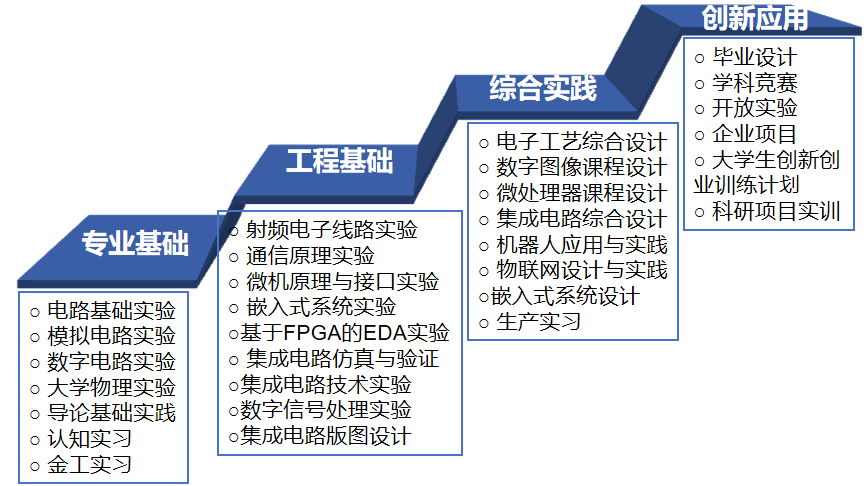 专业基础
○ 电路基础实验
○ 模拟电路实验
○ 数字电路实验
○ 大学物理实验
○ 导论基础实践
○ 认知实习
○ 金工实习
工程基础
○ 射频电子线路实验
○ 通信原理实验
○ 微机原理与接口实验
○ 嵌入式系统实验
○基于FPGA的EDA实验
○ 集成电路仿真与验证
○集成电路技术实验
○数字信号处理实验
○集成电路版图设计
综合实践
○ 电子工艺综合设计
○ 数字图像课程设计
○ 微处理器课程设计
○ 集成电路综合设计
○ 机器人应用与实践
○ 物联网设计与实践
○嵌入式系统设计
○ 生产实习
创新应用
○ 毕业设计
○ 学科竞赛
○ 开放实验
○ 企业项目
○ 大学生创新创
业训练计划
○ 科研项目实训